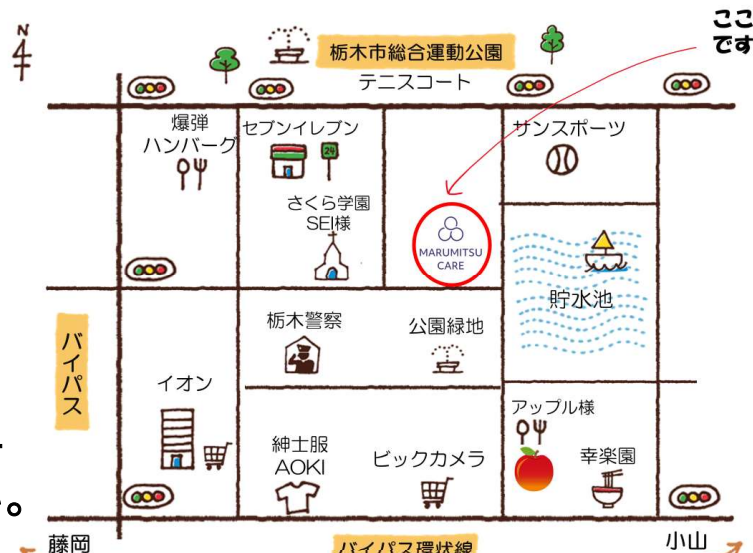 ここ
です
N
栃木市総合運動公園
テニスコート
爆弾
ハンバーグ
セブンイレブン
24
サンスポーツ
さくら学園
SEI様
MARUMITSU
CARE
貯水池
栃木警察
公園緑地
バイパス
イオン
アップル様
紳士服
AOKI
ビックカメラ
幸楽園
。
藤岡
バイパス環状線
小山